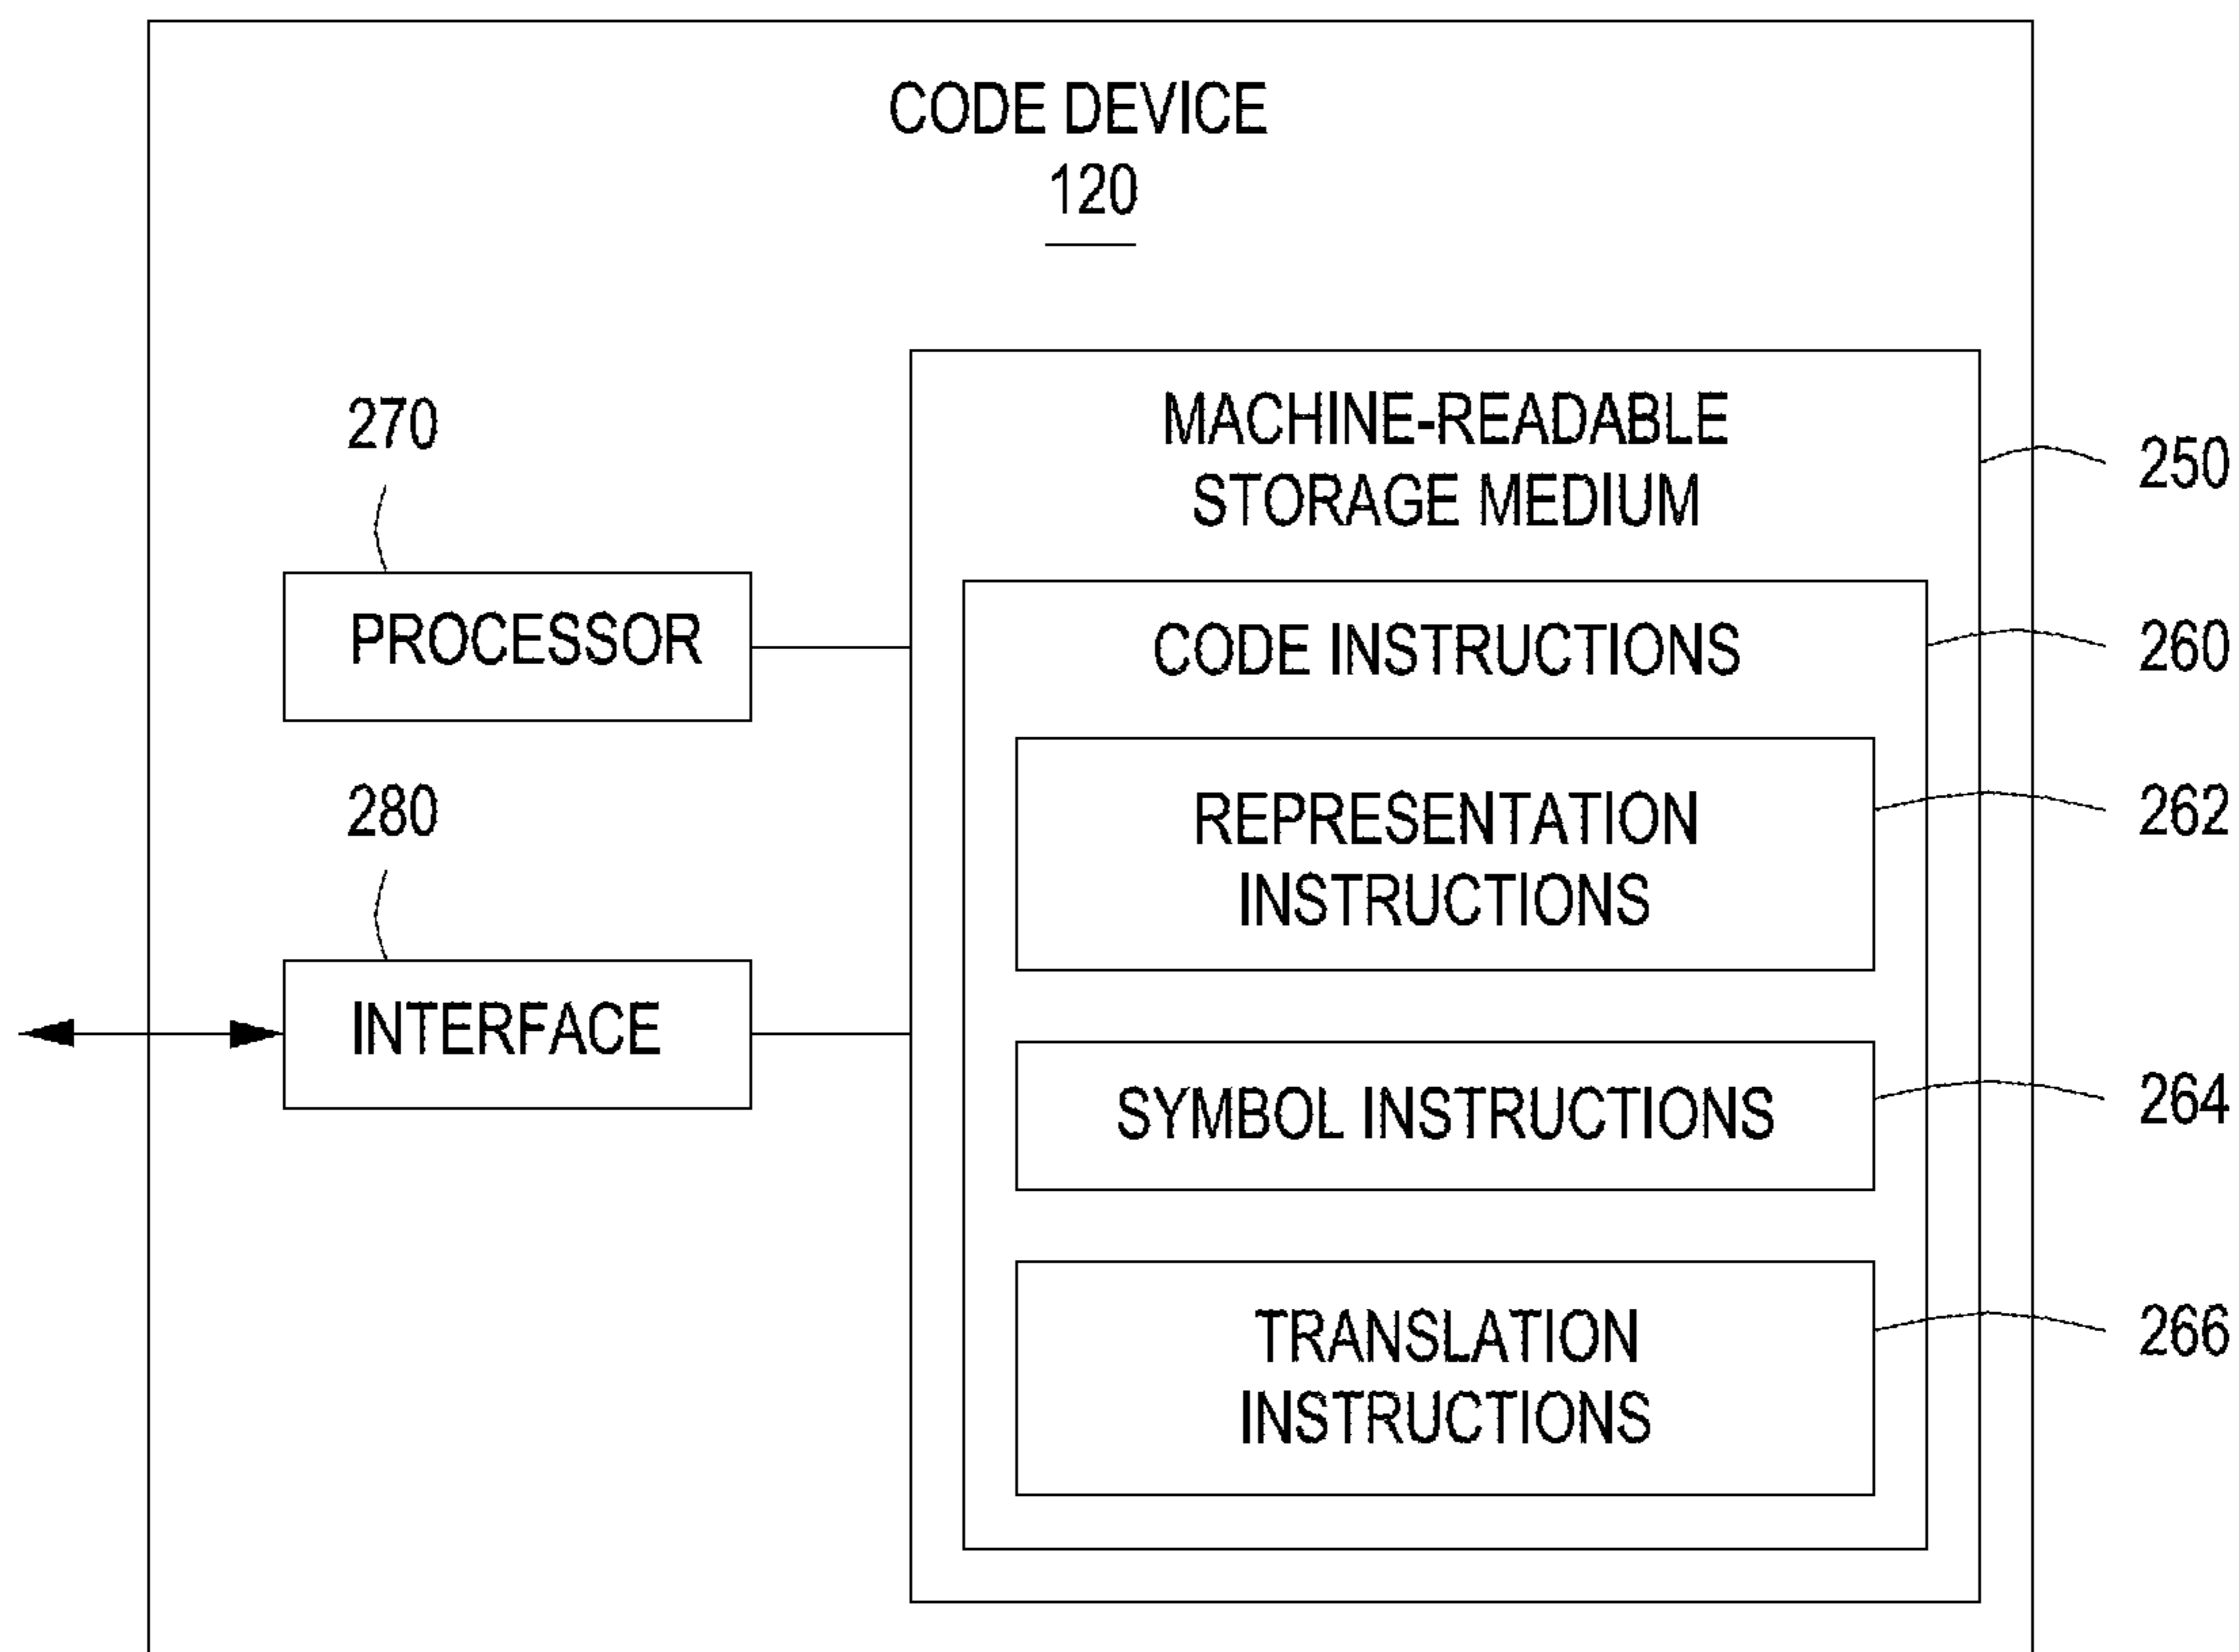 CODE DEVICE
120
MACHINE-READABLE
STORAGE MEDIUM
250
270
PROCESSOR
CODE INSTRUCTIONS
260
REPRESENTATION
INSTRUCTIONS
262
280
INTERFACE
SYMBOL INSTRUCTIONS
264
TRANSLATION
INSTRUCTIONS
266